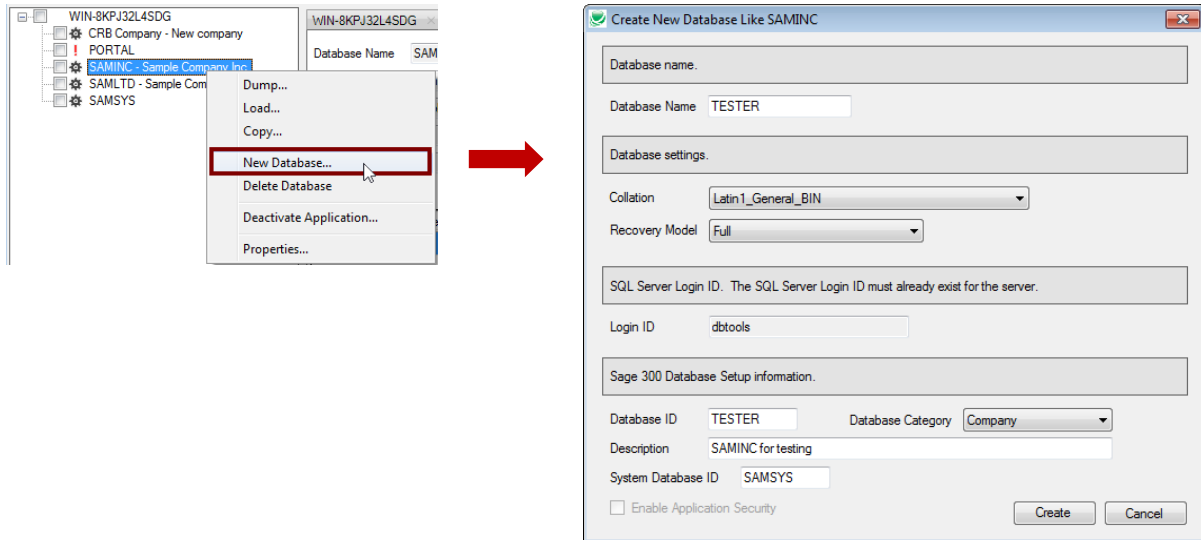 WIN-8KPJ32L4SDG
CRB Company - New company
PORTAL
SAMINC - Sample Company Inc
SAMLTD - Sample Com
SAMSYS
WIN-8KPJ32L4SDG
Database Name SAM
Dump...
Load...
Copy...
New Database...
Delete Database
Deactivate Application...
Properties...
Create New Database Like SAMINC
Database name.
Database Name TESTER
Database settings.
Collation Latin1_General_BIN
Recovery Model Full
SQL Server Login ID. The SQL Server Login ID must already exist for the server.
Login ID dbtools
Sage 300 Database Setup information.
Database ID TESTER Database Category Company
Description SAMINC for testing
System Database ID SAMSYS
Enable Application Security
Create Cancel